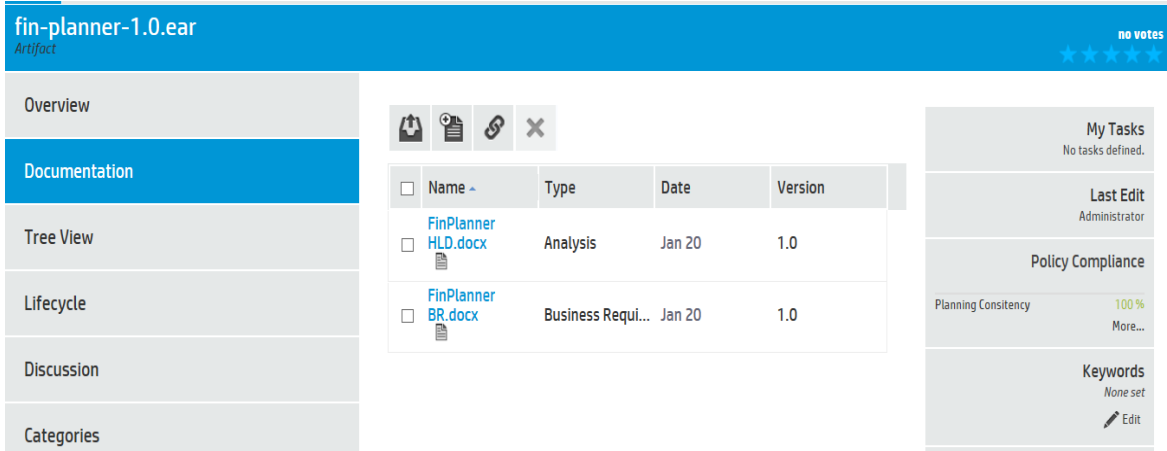 fin-planner-1.0.ear
Artifact
no votes
Overview
Documentation
Tree View
Lifecycle
Discussion
Categories
Name
Type
Date
Version
FinPlanner
HLD.docx
Analysis
Jan 20
1.0
FinPlanner
BR.docx
Business Requi...
Jan 20
1.0
My Tasks
No tasks defined.
Last Edit
Administrator
Policy Compliance
Planning Consitency
100 %
More...
Keywords
None set
Edit